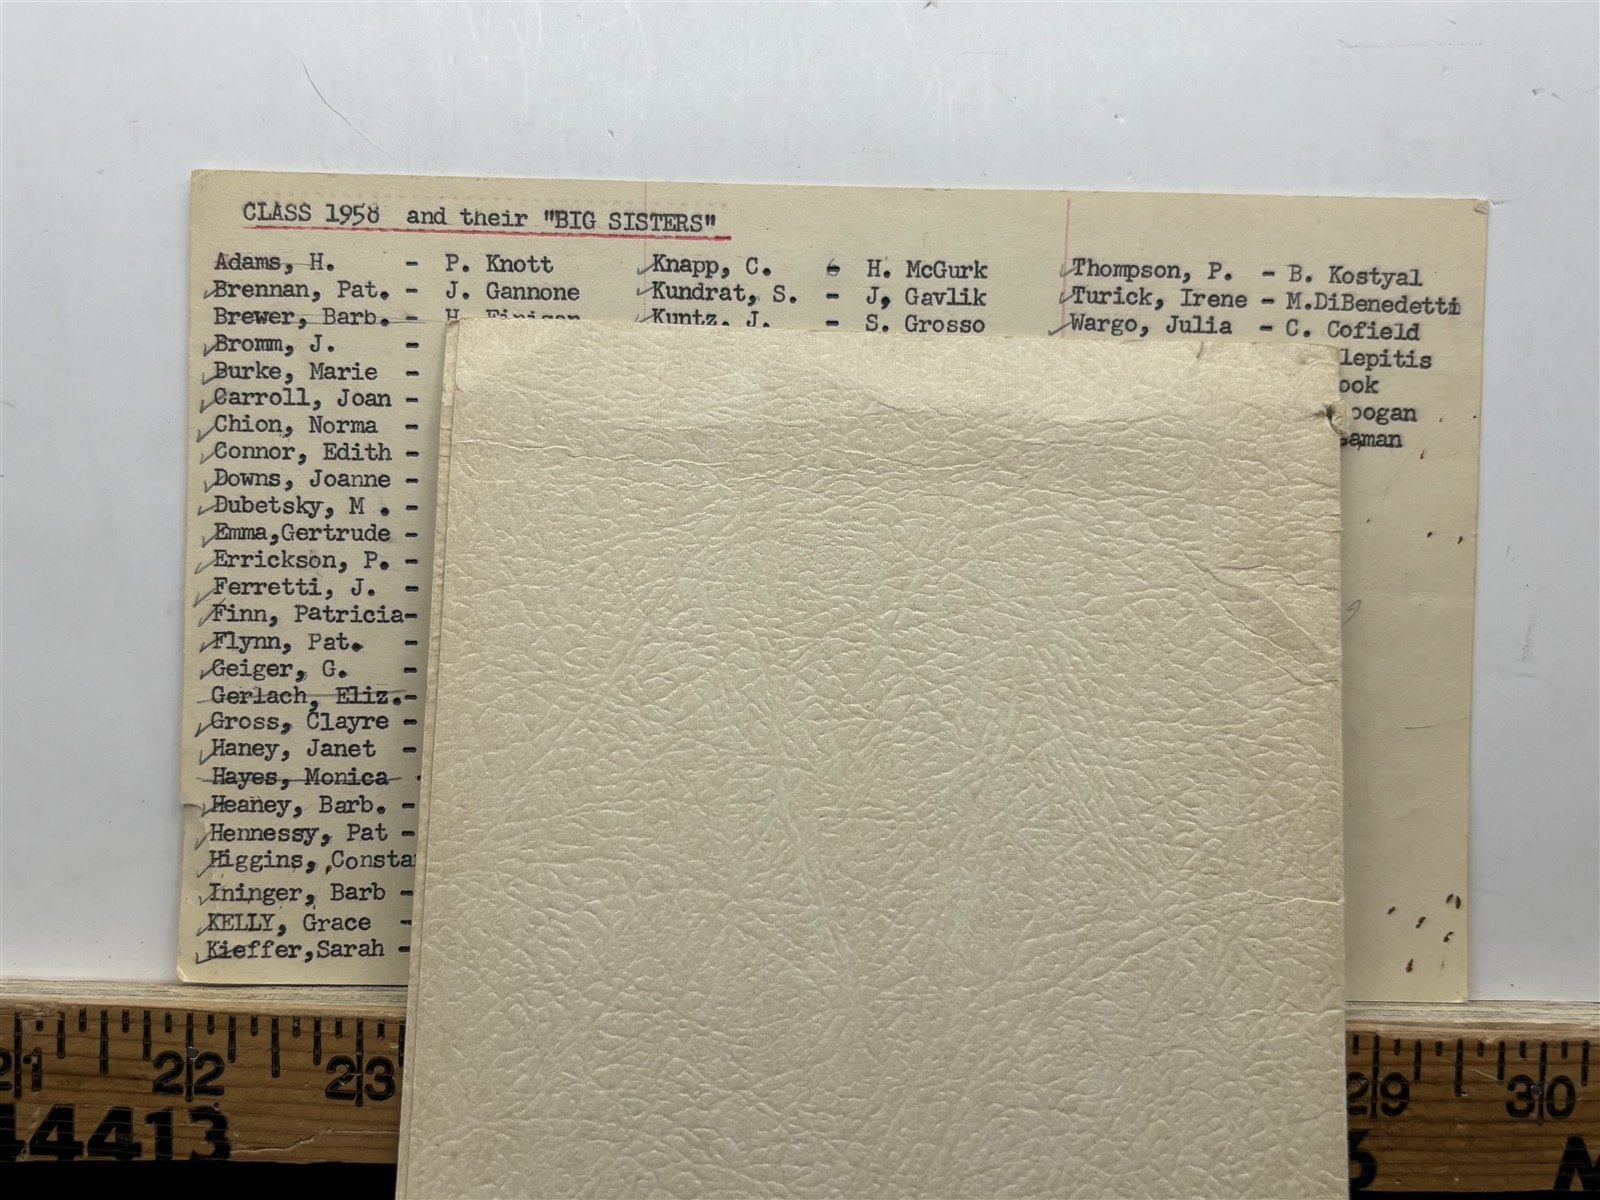 CLASS 1958 and their "BIG SISTERS"
Adams, H. - P. Knott
Brennan, Pat. - J. Gannone
Brewer, Barb. - H. Finigan
Bromm, J. -
Burke, Marie -
Carroll, Joan -
Chion, Norma -
Connor, Edith -
Downs, Joanne -
Dubetsky, M . -
Emma,Gertrude -
Errickson, P. -
Ferretti, J. -
Finn, Patricia-
Flynn, Pat. -
Geiger, G. -
Gerlach, Eliz.-
Gross, Clayre -
Haney, Janet -
Hayes, Monica -
Heaney, Barb. -
Hennessy, Pat -
Higgins,
Ininger, Barb -
KELLY, Grace -
Kieffer,Sarah -
Knapp, C. - H. McGurk
Kundrat, S. - J, Gavlik
Kuntz, J. - S. Grosso
Thompson, P. - B. Kostyal
Turick, Irene - M.DiBenedetti
Wargo, Julia - C. Cofield
21 22 23 29 30
14413